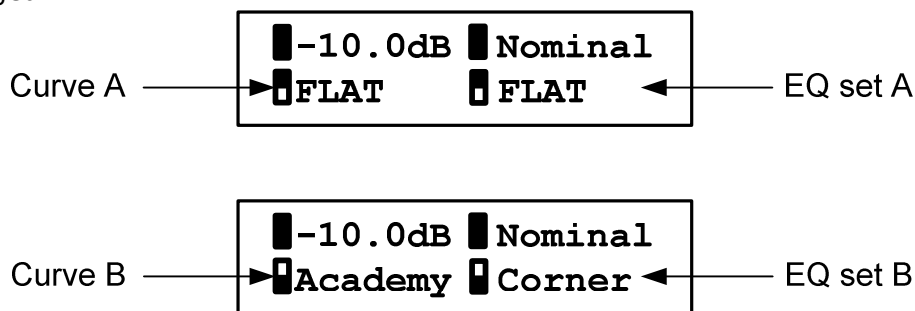 -10.0dB Nominal
Curve A FLAT FLAT EQ set A
-10.0dB Nominal
Curve B Academy Corner EQ set B